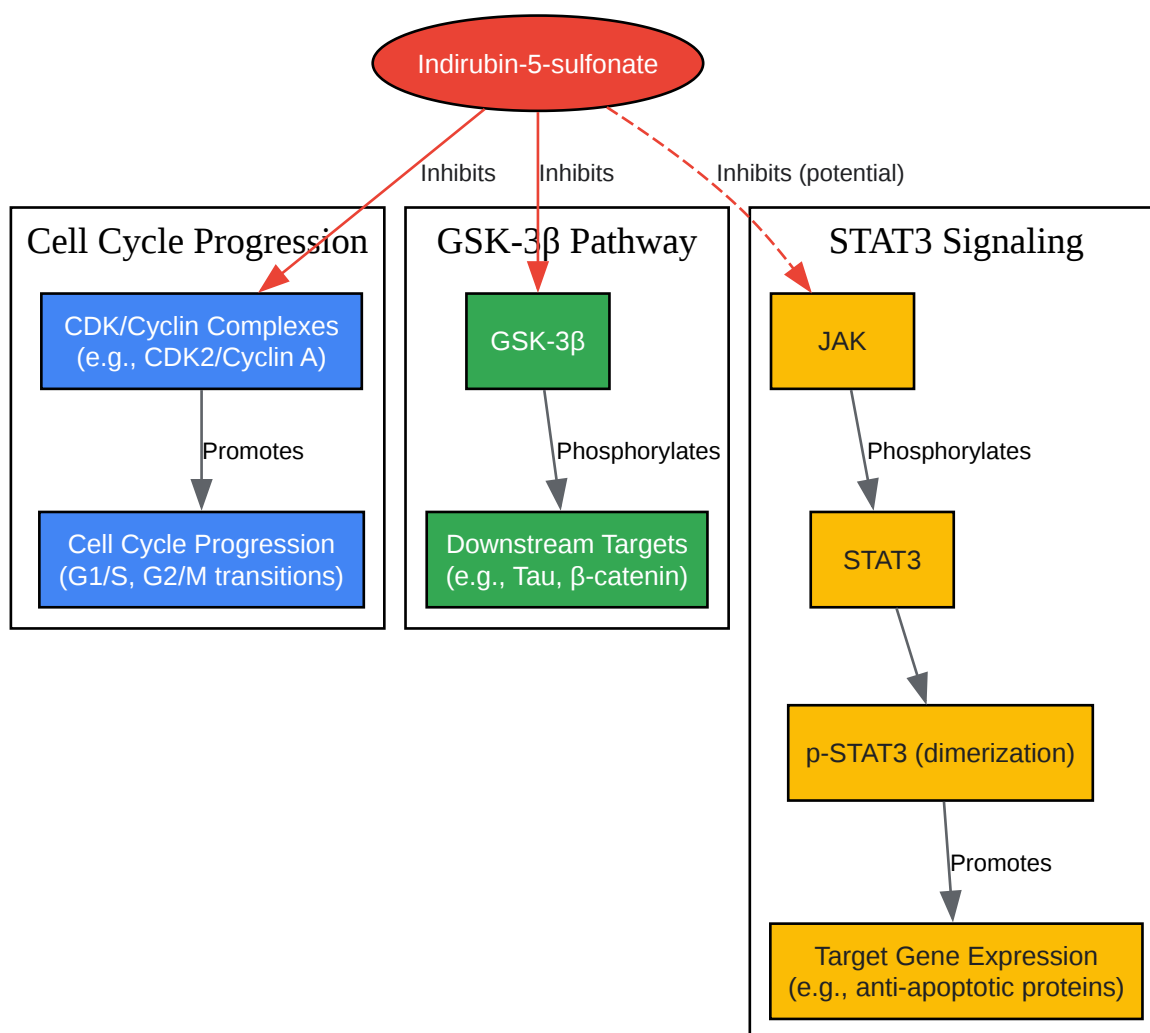 Indirubin-5-sulfonate
Inhibits
Inhibits
Inhibits (potential)
Cell Cycle Progression
GSK-3β Pathway
STAT3 Signaling
CDK/Cyclin Complexes
(e.g., CDK2/Cyclin A)
GSK-3β
JAK
Promotes
Phosphorylates
Phosphorylates
Cell Cycle Progression
(G1/S, G2/M transitions)
Downstream Targets
(e.g., Tau, β-catenin)
STAT3
p-STAT3 (dimerization)
Promotes
Target Gene Expression
(e.g., anti-apoptotic proteins)